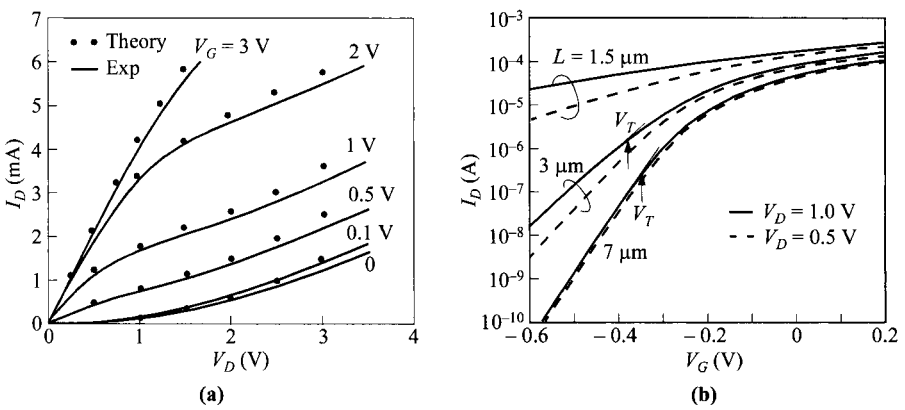 6
5
4
3
2
1
0
I_D (mA)
Theory
Exp
V_G = 3 V
2 V
1 V
0.5 V
0.1 V
0
0 1 2 3 4
V_D (V)
(a)
10⁻³
10⁻⁴
10⁻⁵
10⁻⁶
10⁻⁷
10⁻⁸
10⁻⁹
10⁻¹⁰
I_D (A)
L = 1.5 μm
V_T
3 μm
V_T
7 μm
V_D = 1.0 V
V_D = 0.5 V
−0.6 −0.4 −0.2 0 0.2
V_G (V)
(b)